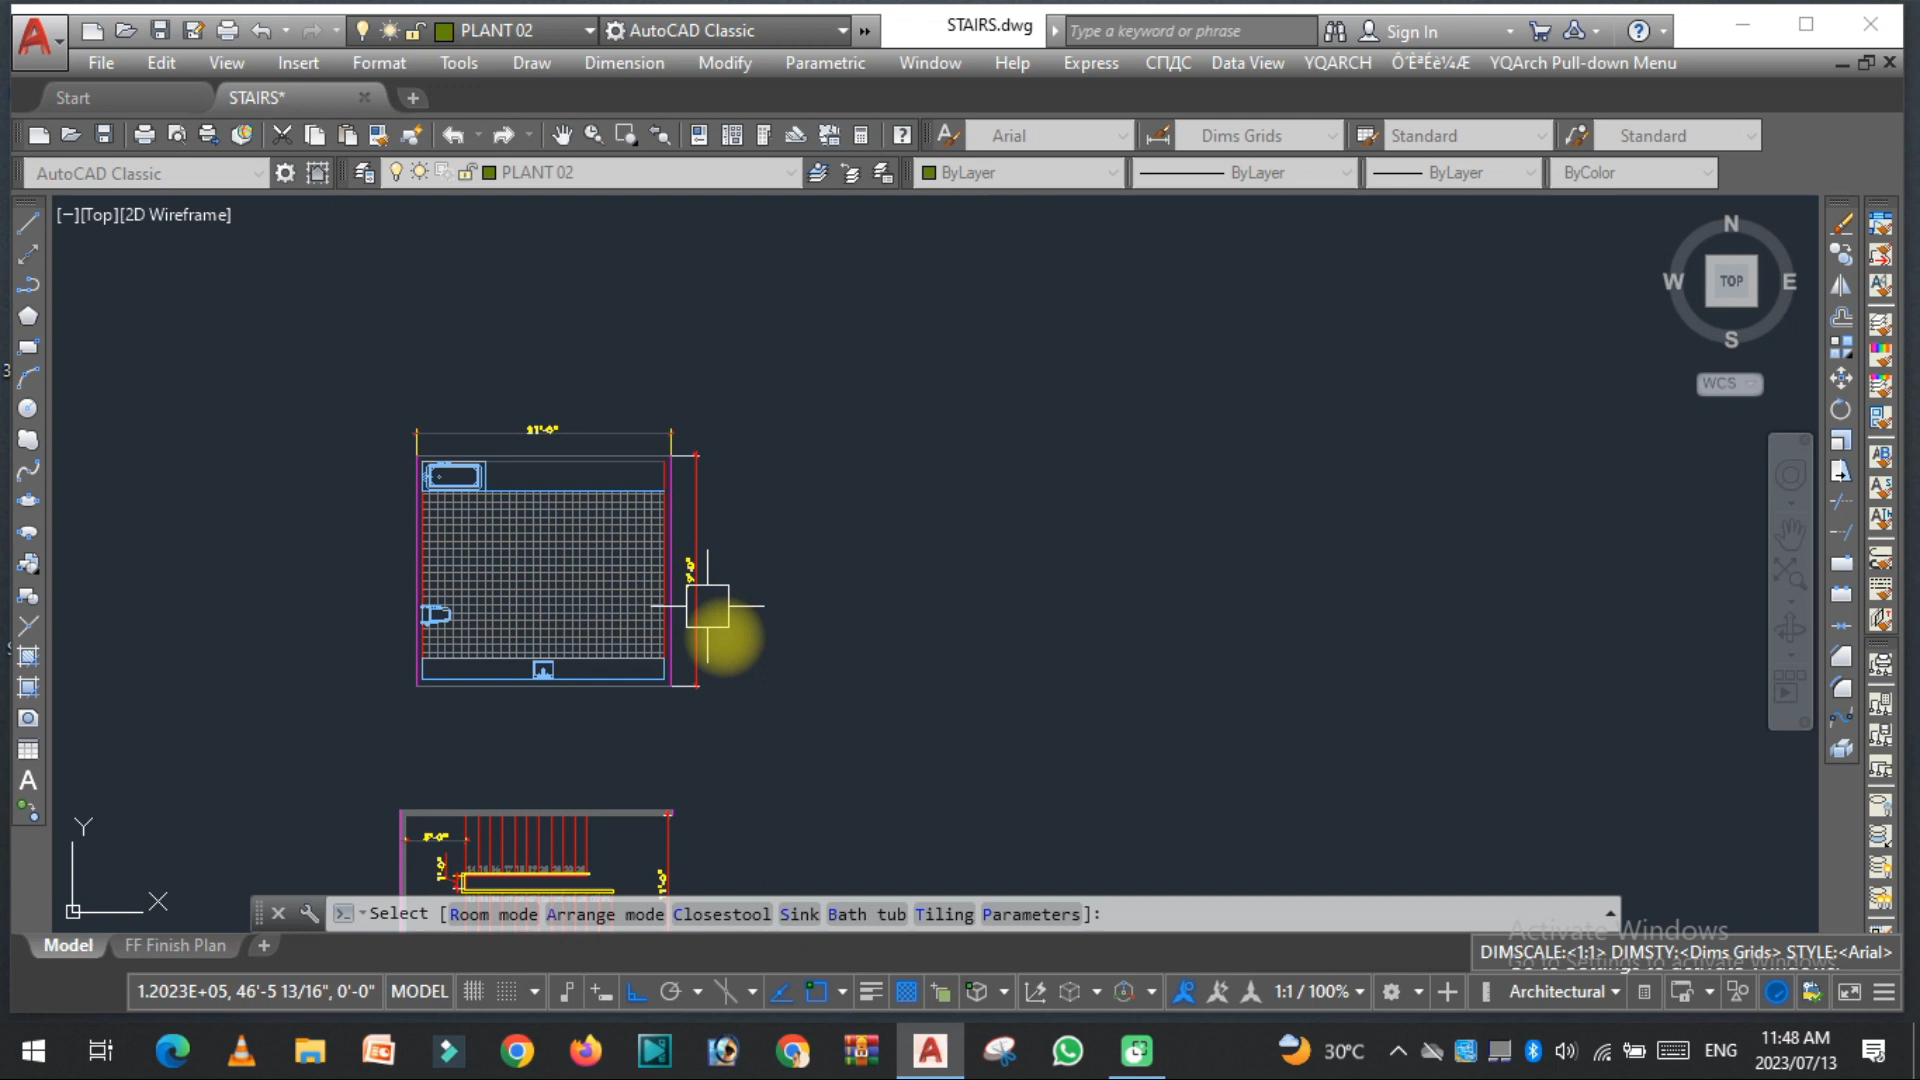 PLANT 02 AutoCAD Classic STAIRS.dwg Type a keyword or phrase Sign In
File Edit View Insert Format Tools Draw Dimension Modify Parametric Window Help Express СПДС Data View YQARCH Ô´ÈªÉè¼Æ YQArch Pull-down Menu
Start STAIRS*
Arial Dims Grids Standard Standard
AutoCAD Classic PLANT 02 ByLayer ByLayer ByLayer ByColor
[−][Top][2D Wireframe]
N
W TOP E
S
WCS
9'-0"
Y
X
Select [Room mode Arrange mode Closestool Sink Bath tub Tiling Parameters]:
Activate Windows
Model FF Finish Plan
DIMSCALE:<1:1> DIMSTY:<Dims Grids> STYLE:<Arial>
1.2023E+05, 46'-5 13/16", 0'-0" MODEL 1:1 / 100% Architectural
30°C ENG 11:48 AM
2023/07/13